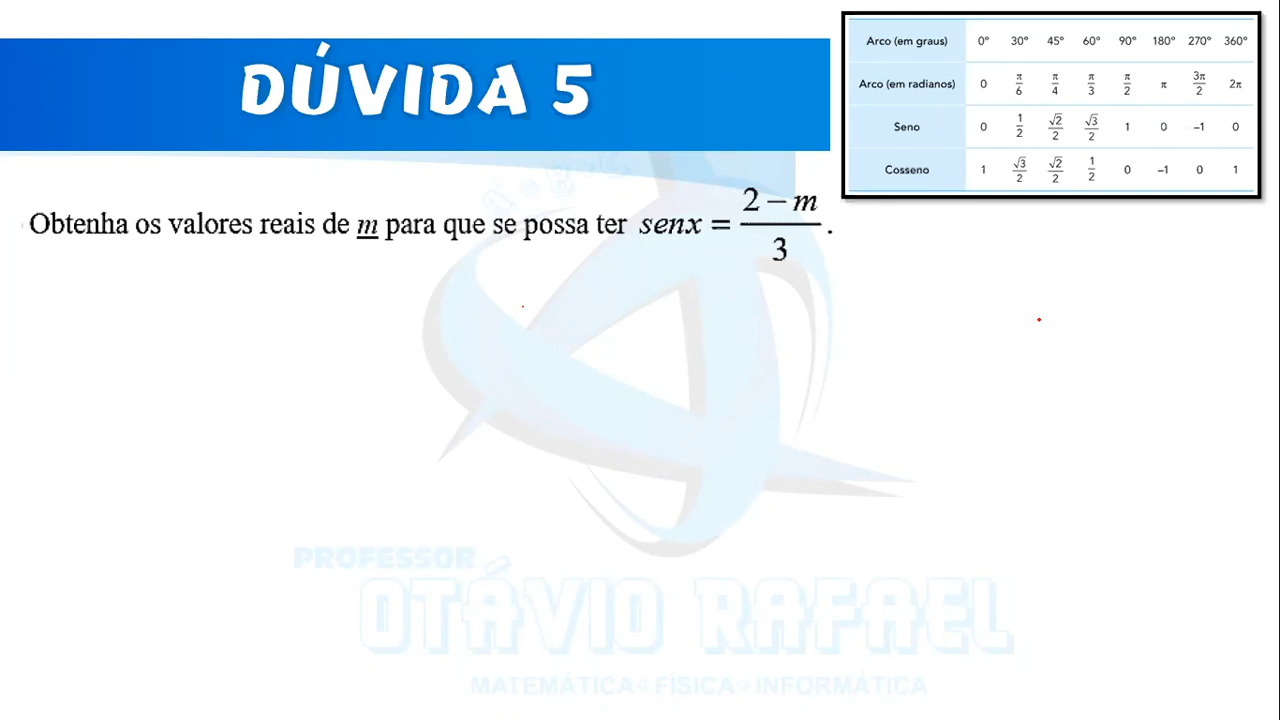 DÚVIDA 5
Arco (em graus) 0° 30° 45° 60° 90° 180° 270° 360°
Arco (em radianos) 0 π/6 π/4 π/3 π/2 π 3π/2 2π
Seno 0 1/2 √2/2 √3/2 1 0 –1 0
Cosseno 1 √3/2 √2/2 1/2 0 –1 0 1
Obtenha os valores reais de m para que se possa ter senx = (2 – m)/3 .
PROFESSOR
OTÁVIO RAFAEL
MATEMÁTICA FÍSICA INFORMÁTICA